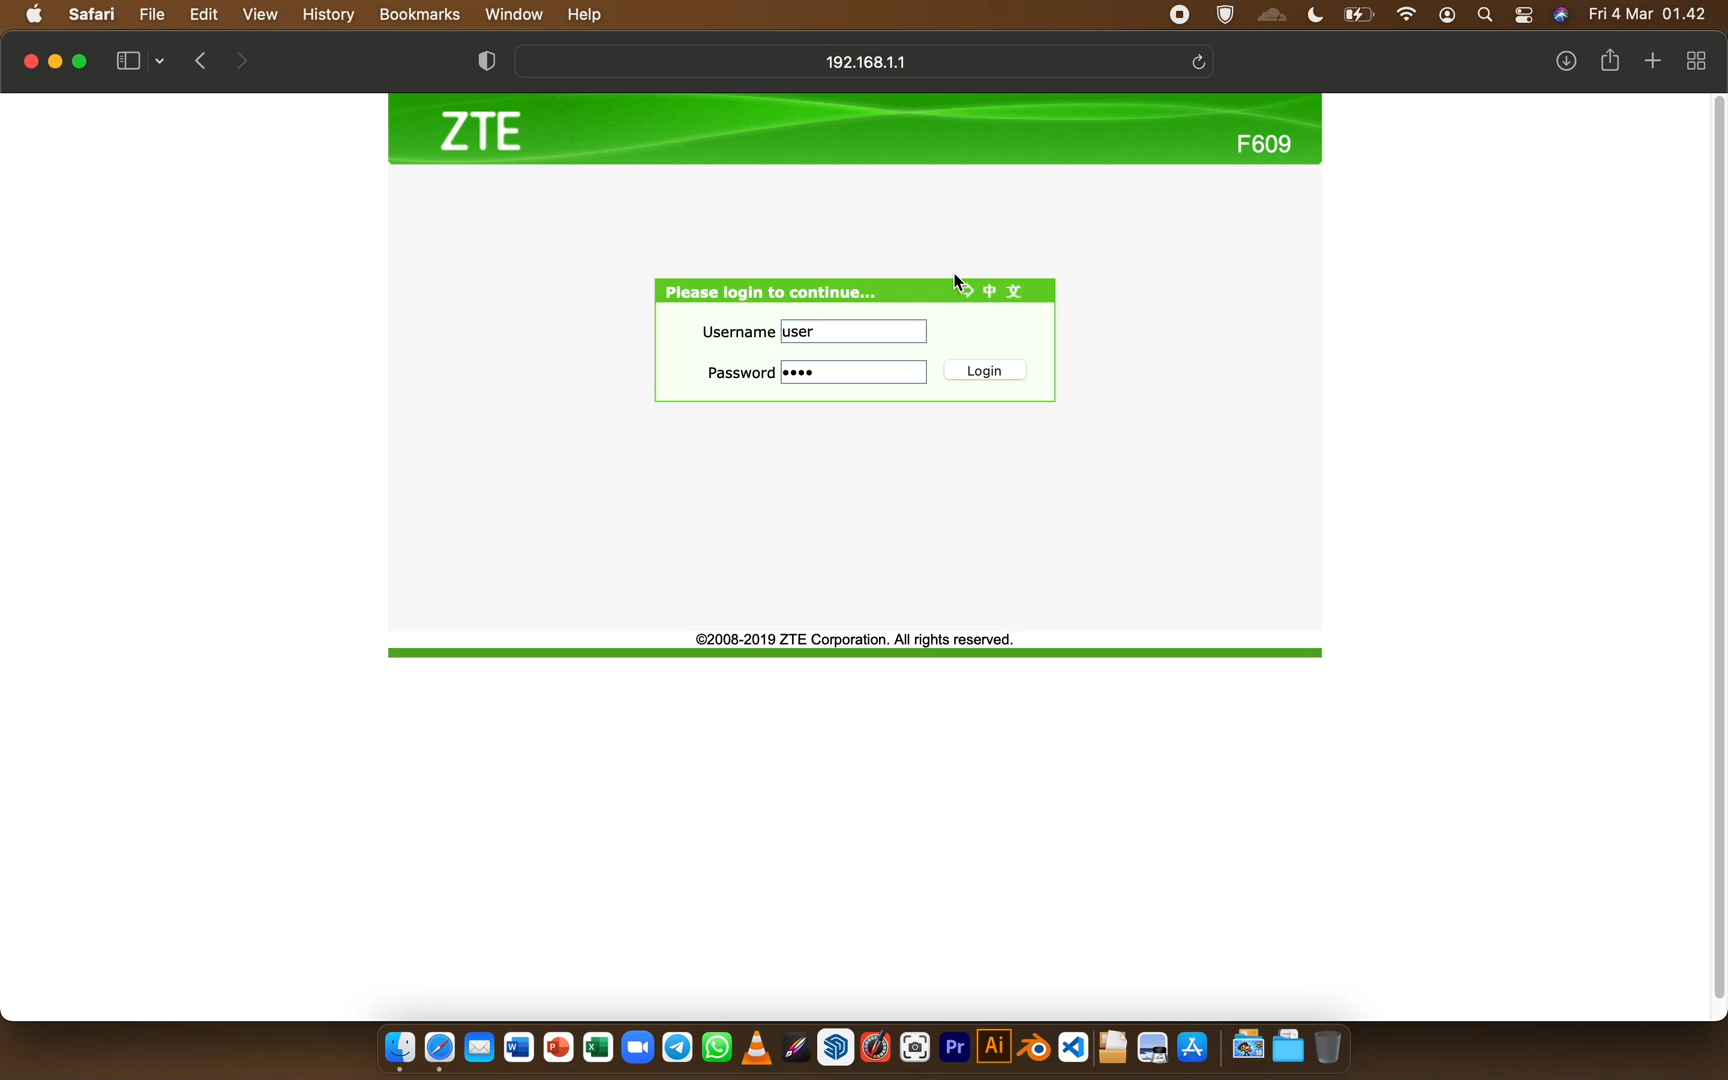 Safari File Edit View History Bookmarks Window Help Fri 4 Mar 01.42
192.168.1.1
ZTE
F609
Please login to continue... 中 文
Username user
Password ••••
Login
©2008-2019 ZTE Corporation. All rights reserved.
W P X Pr Ai